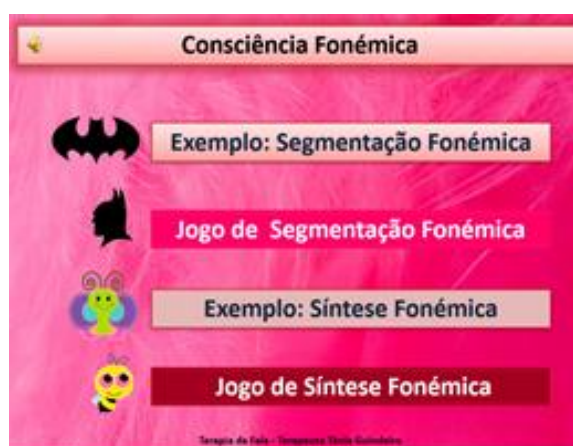 Consciência Fonémica
Exemplo: Segmentação Fonémica
Jogo de Segmentação Fonémica
Exemplo: Síntese Fonémica
Jogo de Síntese Fonémica
Terapia da Fala - Terapeuta